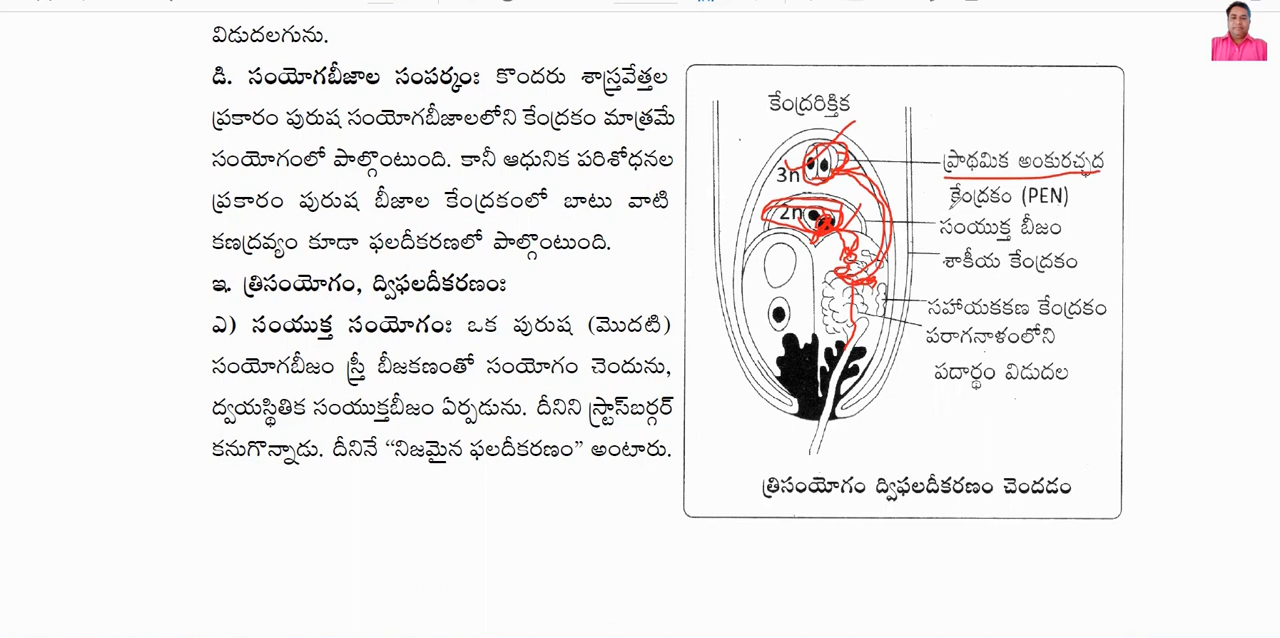 విడుదలగును.
డి. సంయోగబీజాల సంపర్కంః కొందరు శాస్త్రవేత్తల
ప్రకారం పురుష సంయోగబీజాలలోని కేంద్రకం మాత్రమే
సంయోగంలో పాల్గొంటుంది. కానీ ఆధునిక పరిశోధనల
ప్రకారం పురుష బీజాల కేంద్రకంలో బాటు వాటి
కణద్రవ్యం కూడా ఫలదీకరణలో పాల్గొంటుంది.
ఇ. త్రిసంయోగం, ద్విఫలదీకరణంః
ఎ) సంయుక్త సంయోగంః ఒక పురుష (మొదటి)
సంయోగబీజం స్త్రీ బీజకణంతో సంయోగం చెందును,
ద్వయస్థితిక సంయుక్తబీజం ఏర్పడును. దీనిని స్ట్రాస్‌బర్గర్
కనుగొన్నాడు. దీనినే “నిజమైన ఫలదీకరణం” అంటారు.
కేంద్రరిక్తిక
3n
2n
ప్రాథమిక అంకురచ్ఛద
కేంద్రకం (PEN)
సంయుక్త బీజం
శాకీయ కేంద్రకం
సహాయకకణ కేంద్రకం
పరాగనాళంలోని
పదార్థం విడుదల
త్రిసంయోగం ద్విఫలదీకరణం చెందడం